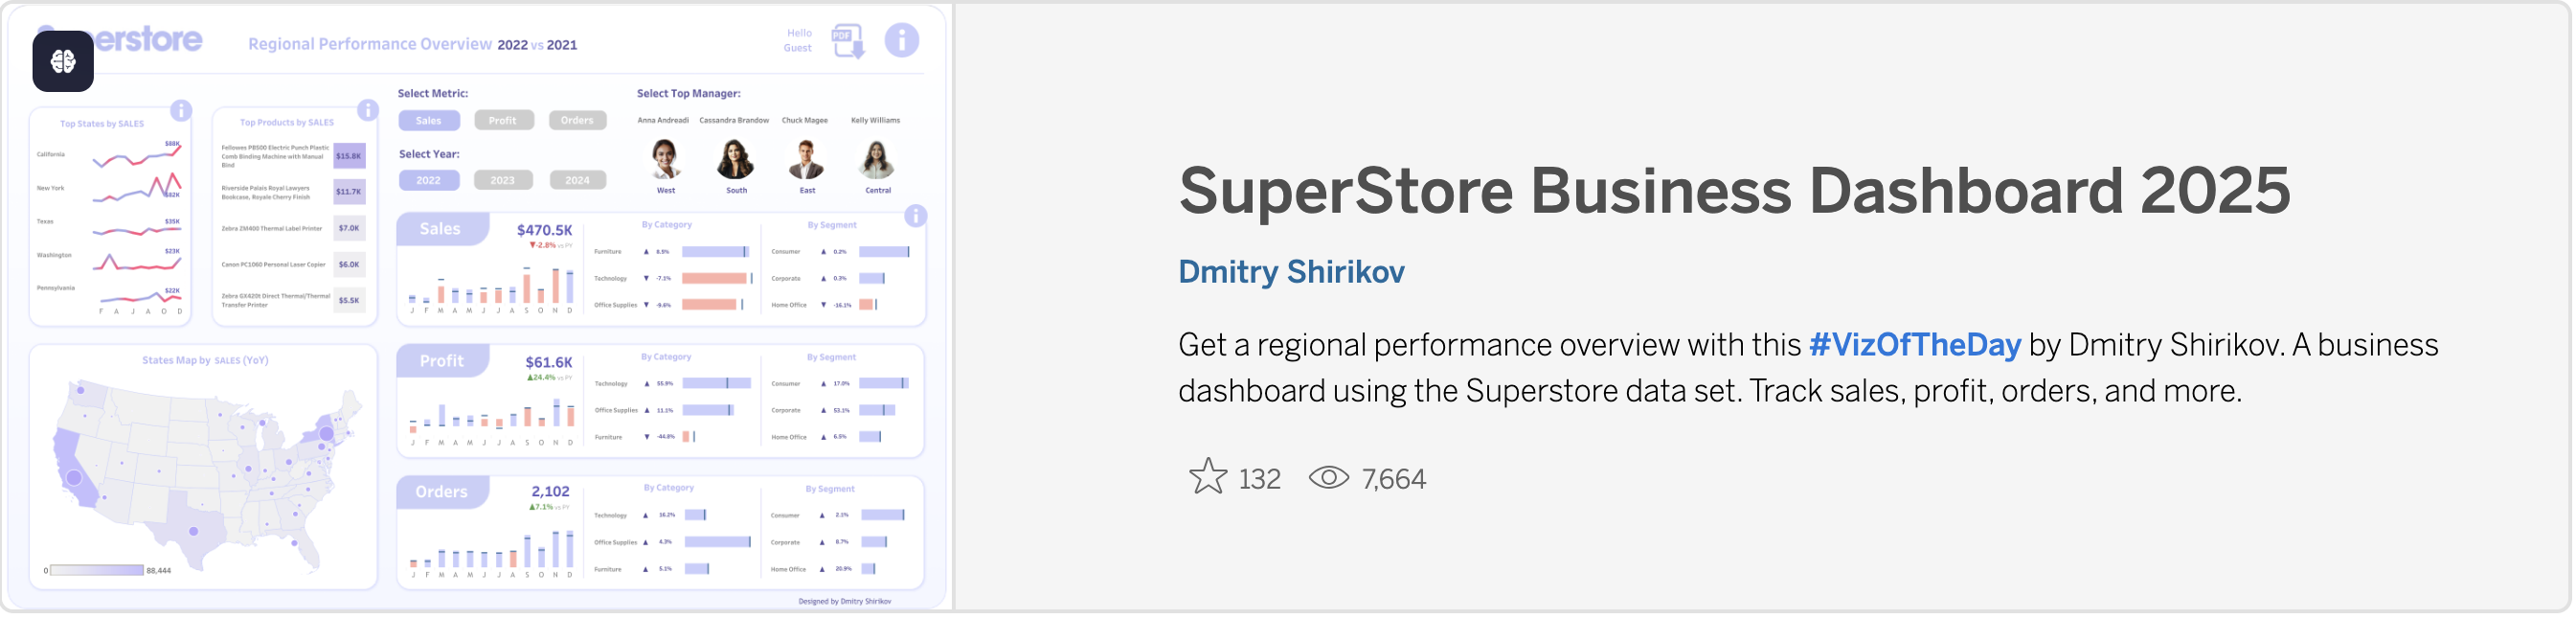 erstore
Regional Performance Overview 2022 vs 2021
Hello
Guest
PDF
i
Top States by SALES
California
$88K
New York
$82K
Texas
$35K
Washington
$23K
Pennsylvania
$22K
F A J A O D
i
Top Products by SALES
Fellowes PB500 Electric Punch Plastic
Comb Binding Machine with Manual
Bind
$15.8K
Riverside Palais Royal Lawyers
Bookcase, Royale Cherry Finish
$11.7K
Zebra ZM400 Thermal Label Printer
$7.0K
Canon PC1060 Personal Laser Copier
$6.0K
Zebra GX420t Direct Thermal/Thermal
Transfer Printer
$5.5K
i
Select Metric:
Sales Profit Orders
Select Year:
2022 2023 2024
Select Top Manager:
Anna Andreadi Cassandra Brandow Chuck Magee Kelly Williams
West South East Central
i
Sales
$470.5K
▼-2.8% vs PY
J F M A M J J A S O N D
By Category
Furniture ▲ 8.5%
Technology ▼ -7.1%
Office Supplies ▼ -9.6%
By Segment
Consumer ▲ 0.2%
Corporate ▲ 0.3%
Home Office ▼ -16.1%
States Map by SALES (YoY)
0 88,444
Profit
$61.6K
▲24.4% vs PY
J F M A M J J A S O N D
By Category
Technology ▲ 55.9%
Office Supplies ▲ 11.1%
Furniture ▼ -44.8%
By Segment
Consumer ▲ 17.0%
Corporate ▲ 53.1%
Home Office ▲ 6.5%
Orders
2,102
▲7.1% vs PY
J F M A M J J A S O N D
By Category
Technology ▲ 16.2%
Office Supplies ▲ 4.3%
Furniture ▲ 5.1%
By Segment
Consumer ▲ 2.1%
Corporate ▲ 8.7%
Home Office ▲ 20.9%
Designed by Dmitry Shirikov
SuperStore Business Dashboard 2025
Dmitry Shirikov
Get a regional performance overview with this #VizOfTheDay by Dmitry Shirikov. A business
dashboard using the Superstore data set. Track sales, profit, orders, and more.
132 7,664